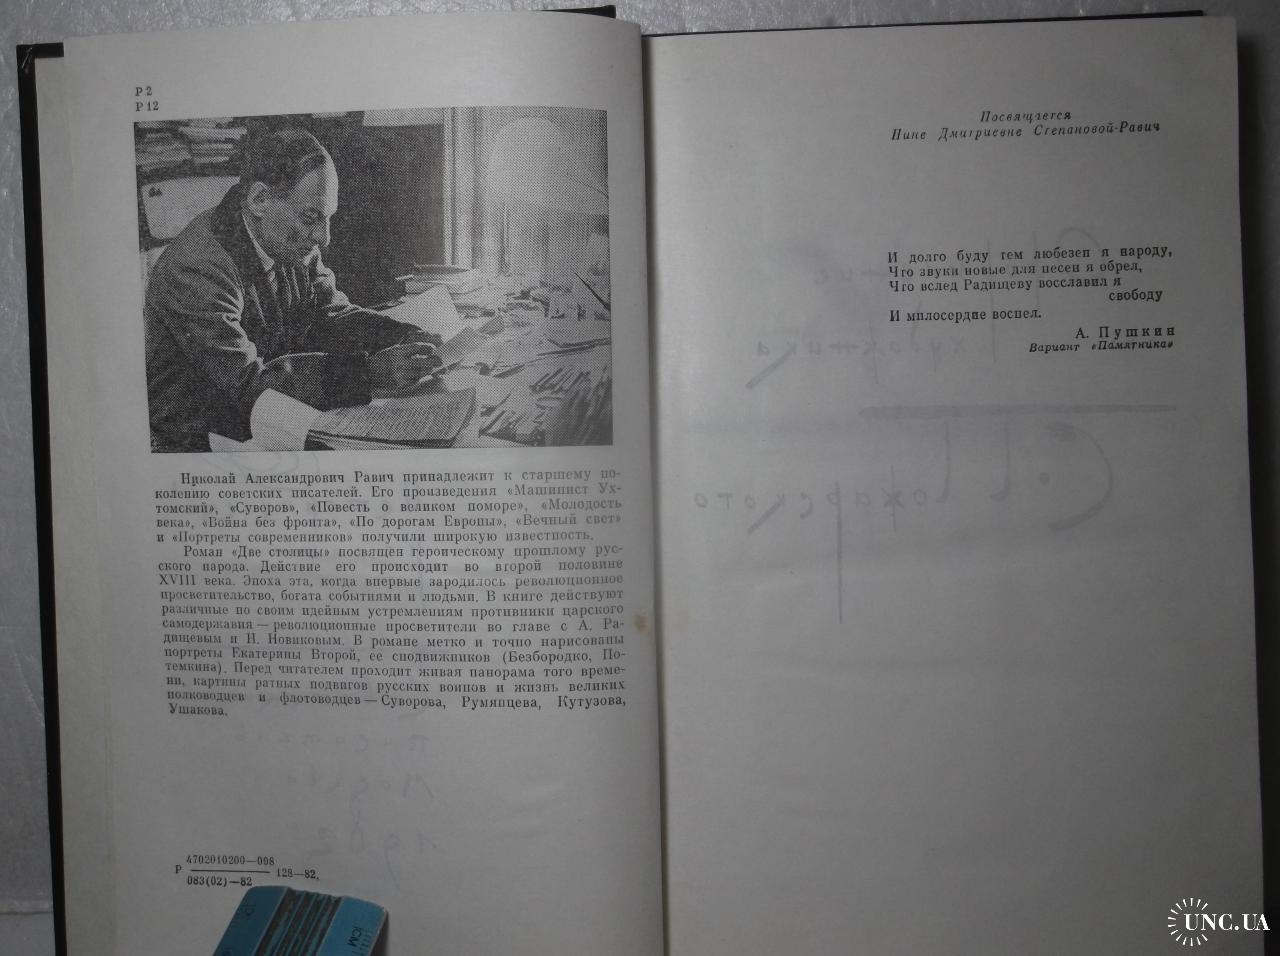 Р 2
Р 12
Николай Александрович Равич принадлежит к старшему по-
колению советских писателей. Его произведения «Машинист Ух-
томский», «Суворов», «Повесть о великом поморе», «Молодость
века», «Война без фронта», «По дорогам Европы», «Вечный свет»
и «Портреты современников» получили широкую известность.
Роман «Две столицы» посвящен героическому прошлому рус-
ского народа. Действие его происходит во второй половине
XVIII века. Эпоха эта, когда впервые зародилось революционное
просветительство, богата событиями и людьми. В книге действуют
различные по своим идейным устремлениям противники царского
самодержавия — революционные просветители во главе с А. Ра-
дищевым и Н. Новиковым. В романе метко и точно нарисованы
портреты Екатерины Второй, ее сподвижников (Безбородко, По-
темкина). Перед читателем проходит живая панорама того време-
ни, картины ратных подвигов русских воинов и жизнь великих
полководцев и флотоводцев — Суворова, Румянцева, Кутузова,
Ушакова.
Р 4702010200—098
083(02)—82 128—82.
Посвящается
Нине Дмитриевне Степановой-Равич
И долго буду тем любезен я народу,
Что звуки новые для песен я обрел,
Что вслед Радищеву восславил я
свободу
И милосердие воспел.
А. Пушкин
Вариант «Памятника»
ICM
UNC.UA